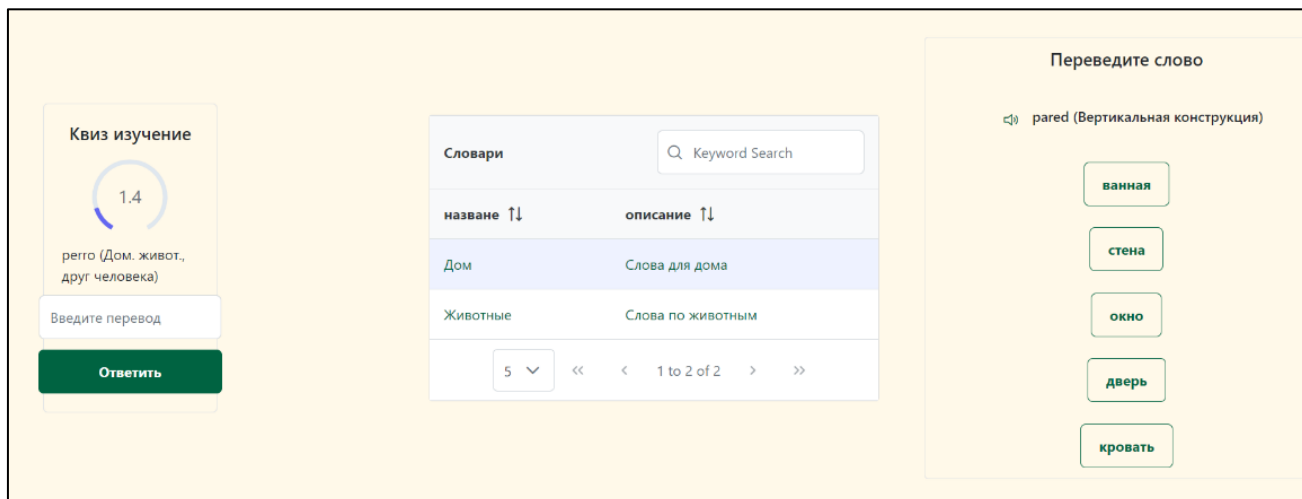 Квиз изучение
1.4
perro (Дом. живот.,
друг человека)
Введите перевод
Ответить
Словари
Keyword Search
назване
описание
Дом
Слова для дома
Животные
Слова по животным
5
1 to 2 of 2
Переведите слово
pared (Вертикальная конструкция)
ванная
стена
окно
дверь
кровать